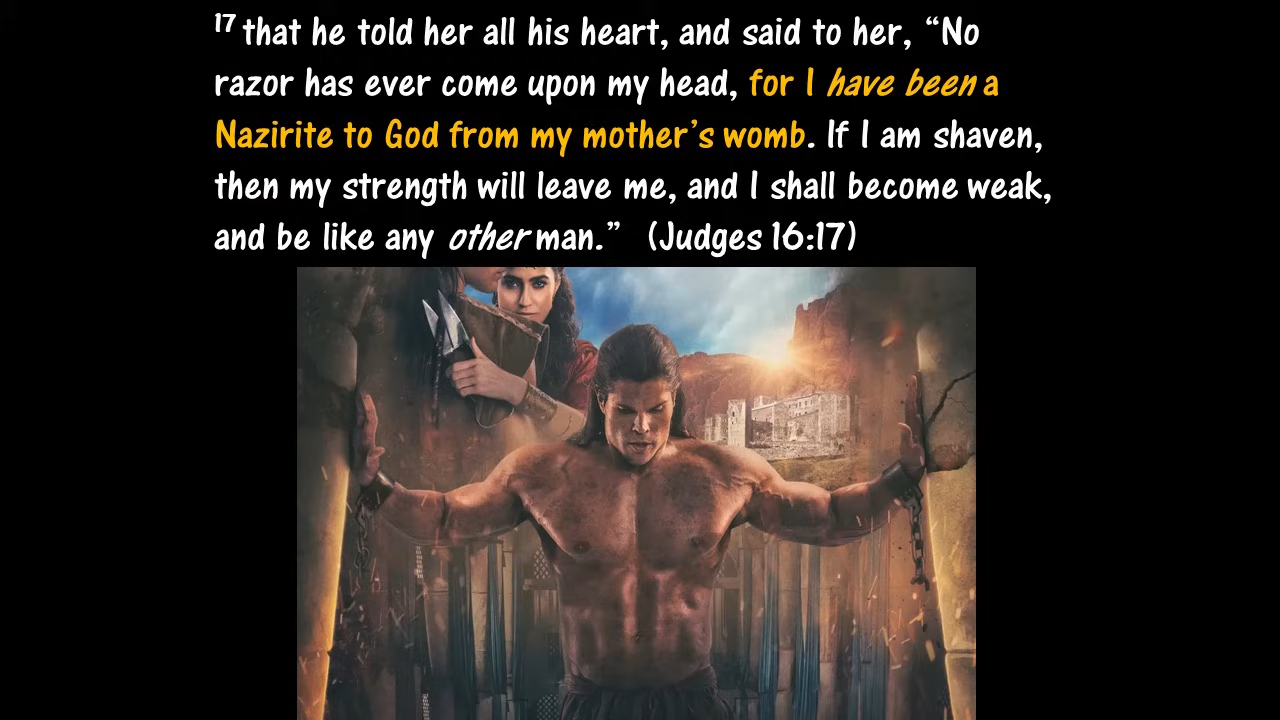 17 that he told her all his heart, and said to her, “No
razor has ever come upon my head, for I have been a
Nazirite to God from my mother’s womb. If I am shaven,
then my strength will leave me, and I shall become weak,
and be like any other man.” (Judges 16:17)